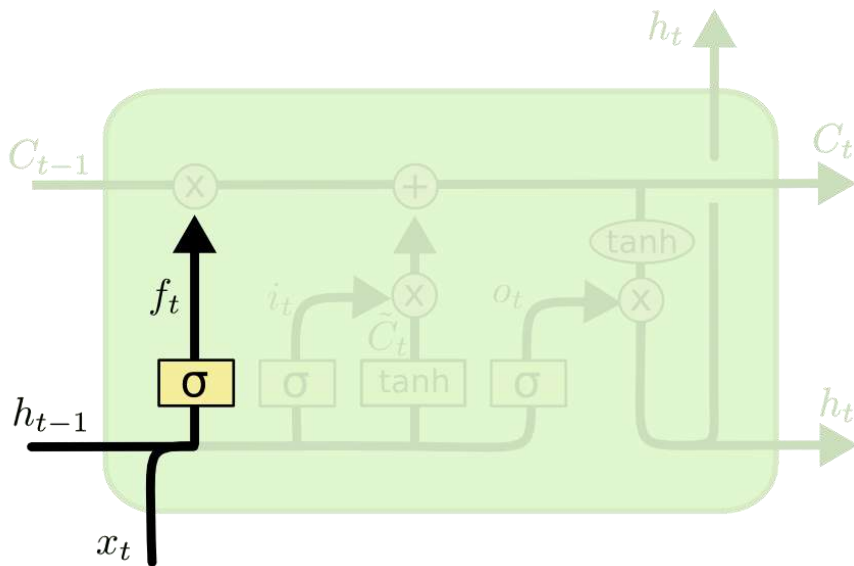 h_t
C_{t-1} C_t
x +
tanh
f_t i_t x o_t x
C̃_t
σ σ tanh σ
h_{t-1} h_t
x_t